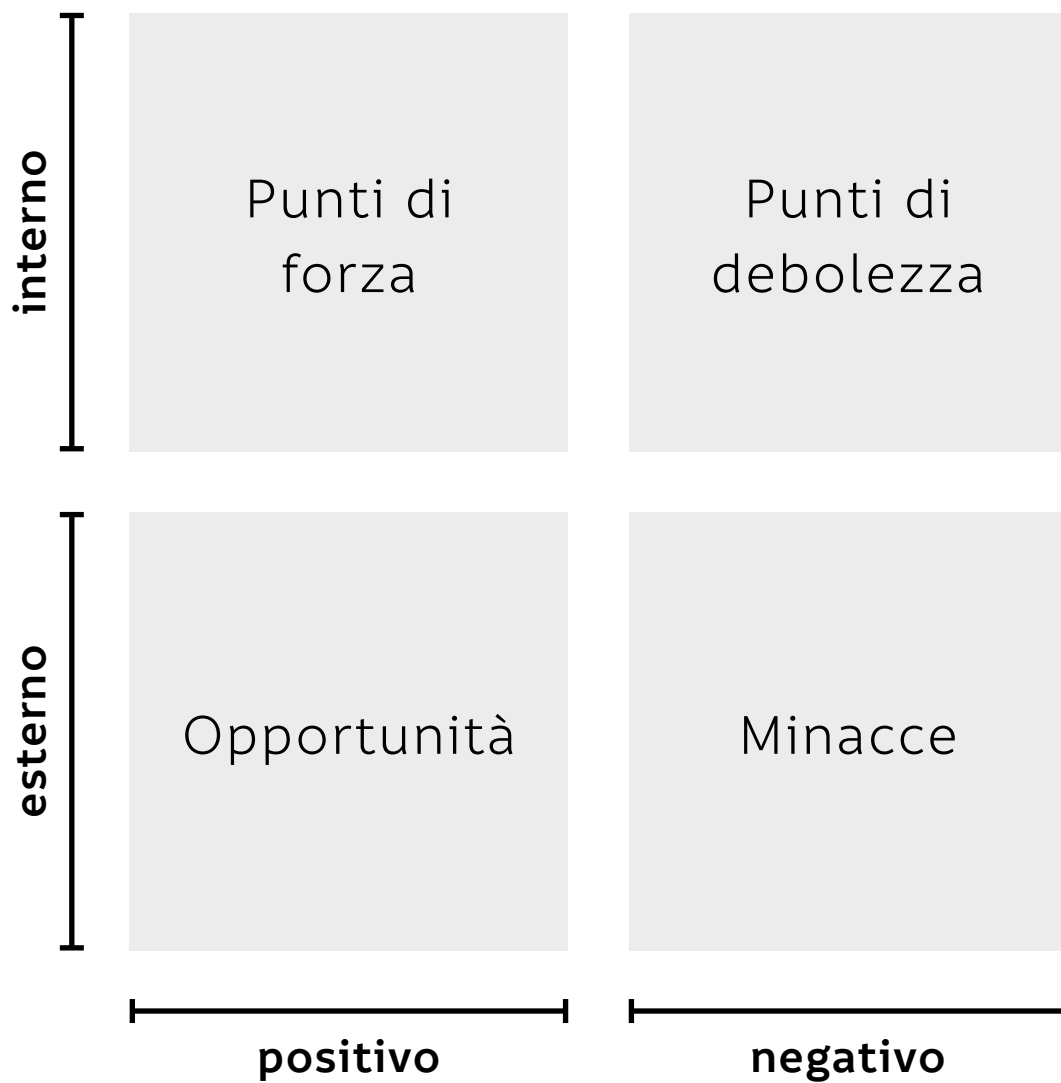 interno
Punti di
forza
Punti di
debolezza
esterno
Opportunità
Minacce
positivo
negativo